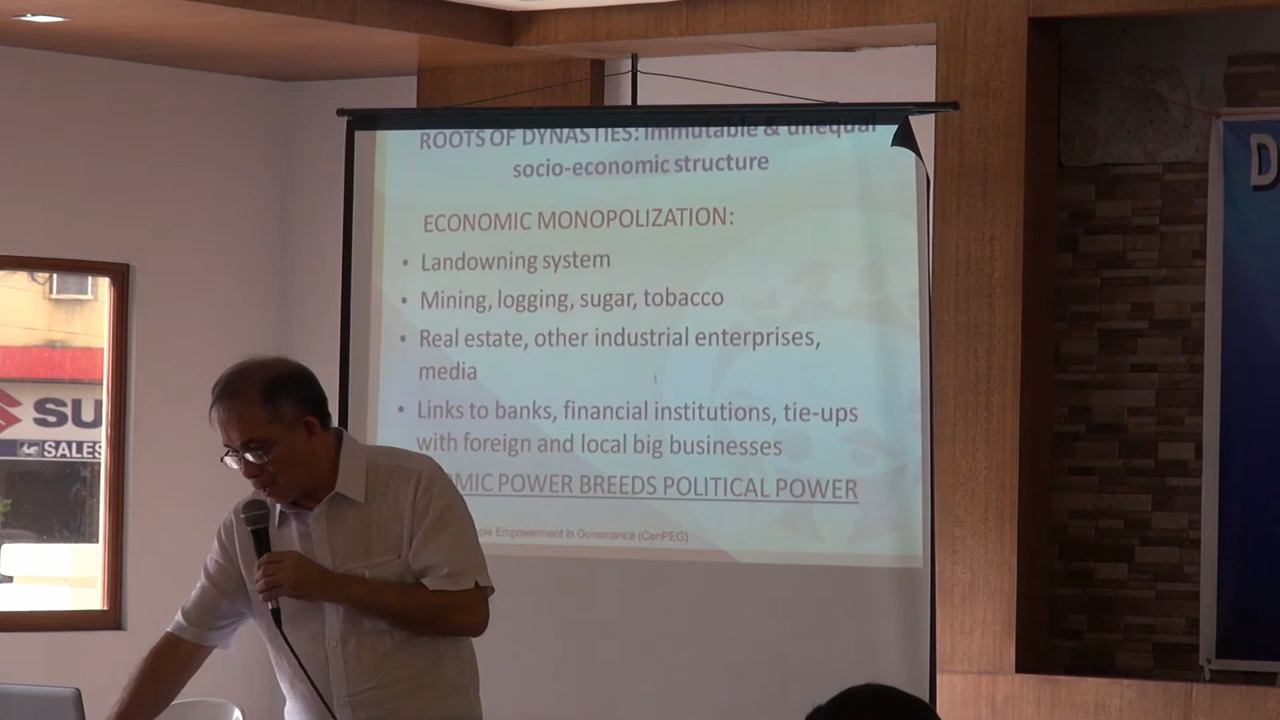 ROOTS OF DYNASTIES: Immutable & unequal
socio-economic structure
ECONOMIC MONOPOLIZATION:
• Landowning system
• Mining, logging, sugar, tobacco
• Real estate, other industrial enterprises,
media
• Links to banks, financial institutions, tie-ups
with foreign and local big businesses
OMIC POWER BREEDS POLITICAL POWER
ple Empowerment in Governance (CenPEG)
SU
SALES
D